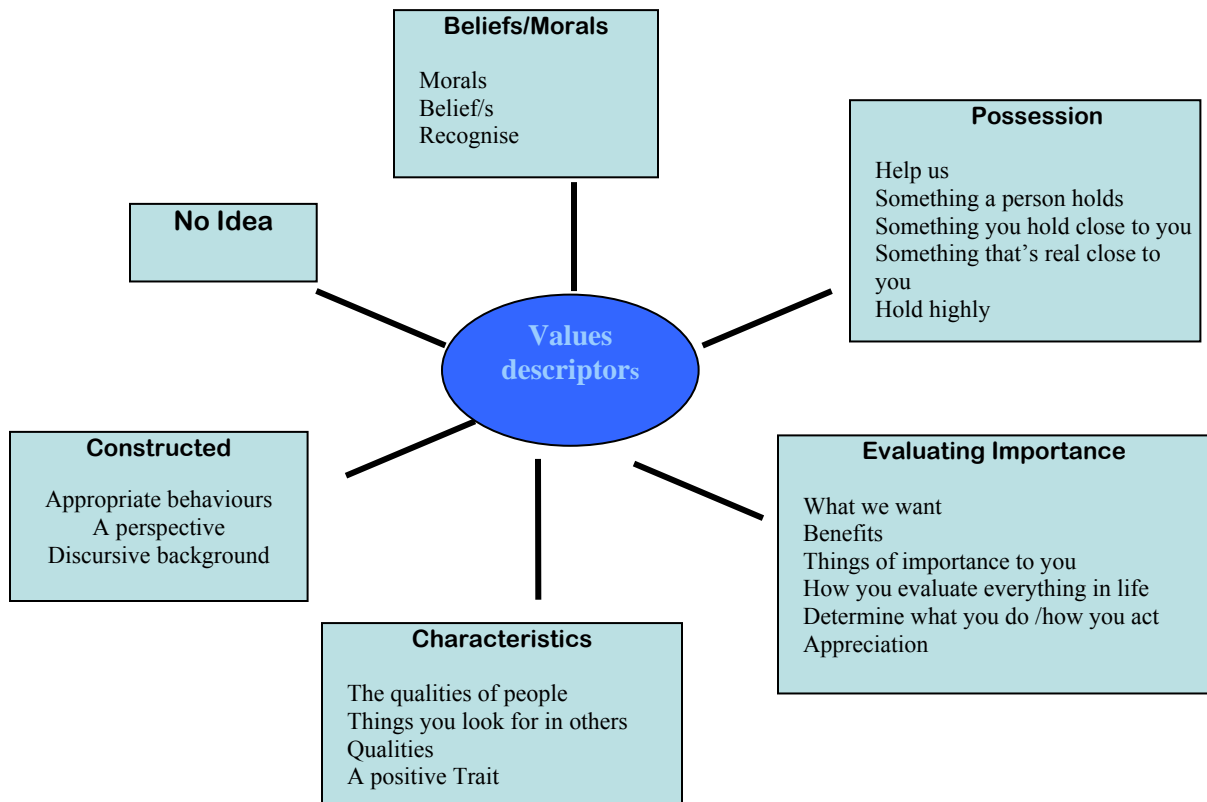 Beliefs/Morals
Morals
Belief/s
Recognise
Possession
Help us
Something a person holds
Something you hold close to you
Something that's real close to
you
Hold highly
No Idea
Values
descriptors
Constructed
Appropriate behaviours
A perspective
Discursive background
Evaluating Importance
What we want
Benefits
Things of importance to you
How you evaluate everything in life
Determine what you do /how you act
Appreciation
Characteristics
The qualities of people
Things you look for in others
Qualities
A positive Trait